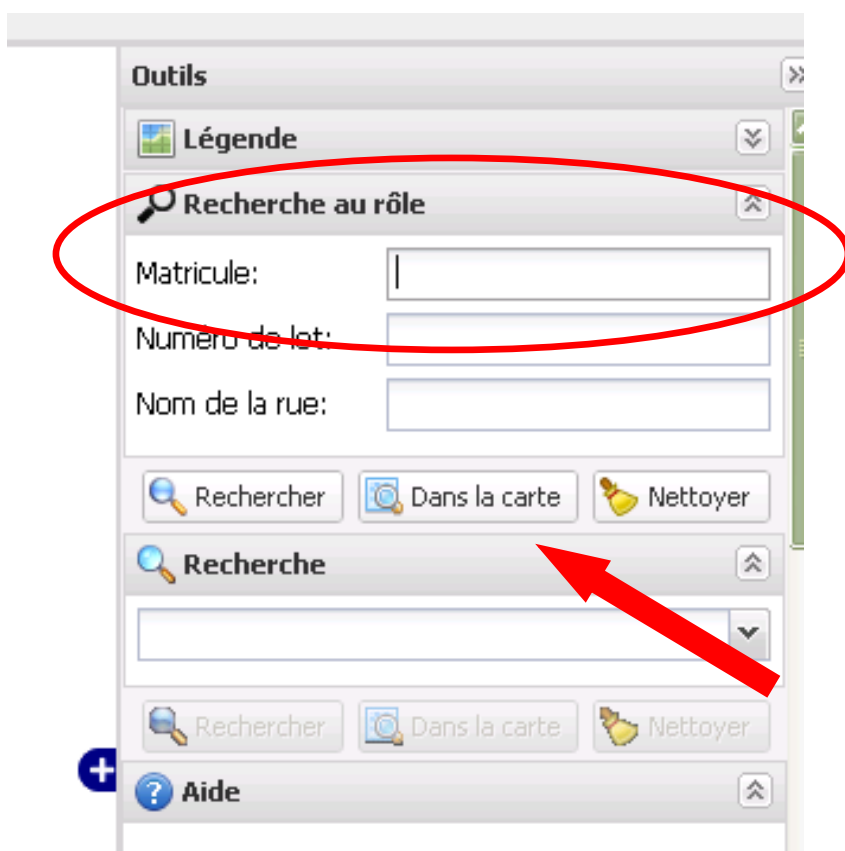 Outils
Légende
Recherche au rôle
Matricule:
Numéro de lot:
Nom de la rue:
Rechercher Dans la carte Nettoyer
Recherche
Rechercher Dans la carte Nettoyer
Aide